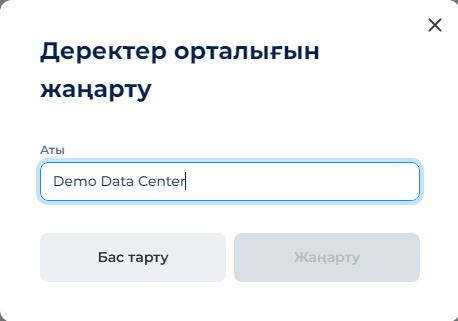 Деректер орталығын
жаңарту
Аты
Demo Data Center
Бас тарту
Жаңарту